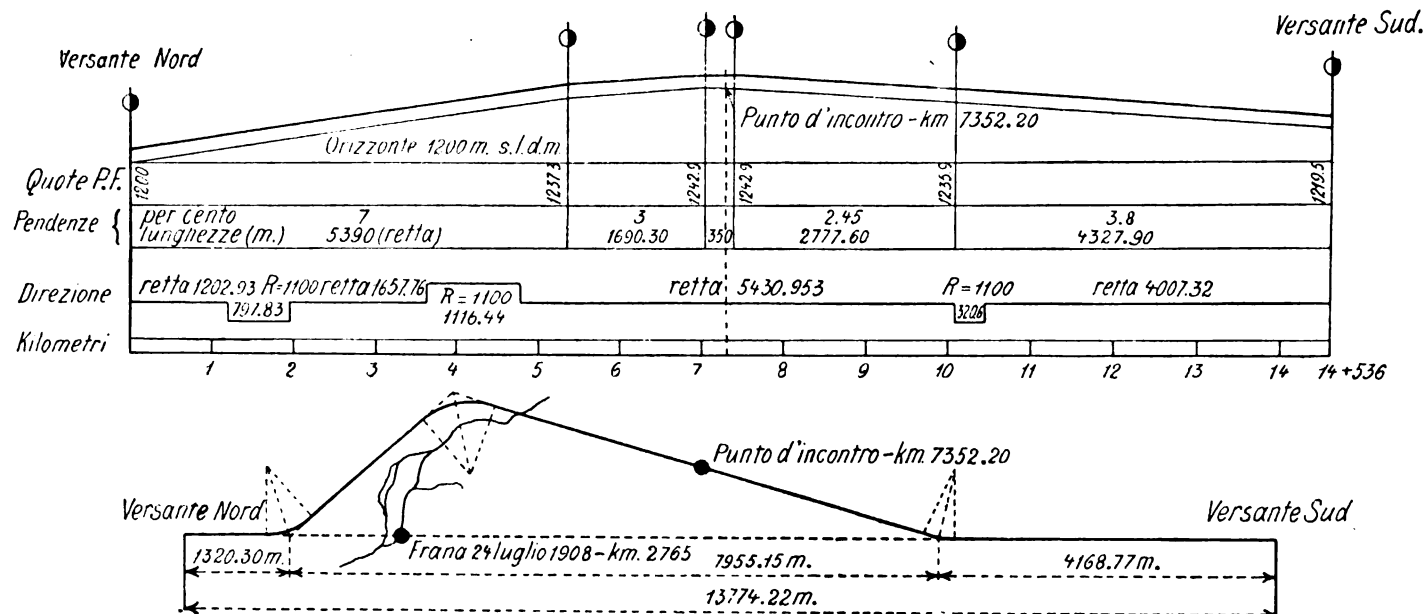 Versante Nord
Versante Sud.
Punto d'incontro - km 7352.20
Orizzonte 1200 m. s.l.d.m
Quote P.F. 1200 1237.3 1242.9 1242.9 1235.9 1219.5
Pendenze { per cento 7 3 2.45 3.8
lunghezze (m.) 5390 (retta) 1690.30 350 2777.60 4327.90
Direzione retta 1202.93 R=1100 retta 1657.76 R=1100 retta 5430.953 R=1100 retta 4007.32
797.83 1116.44 320.6
Kilometri
1 2 3 4 5 6 7 8 9 10 11 12 13 14 14+536
Punto d'incontro - km. 7352.20
Versante Nord
Versante Sud
Frana 24 luglio 1908 - km. 2765
1320.30 m. 7955.15 m. 4168.77 m.
13774.22 m.